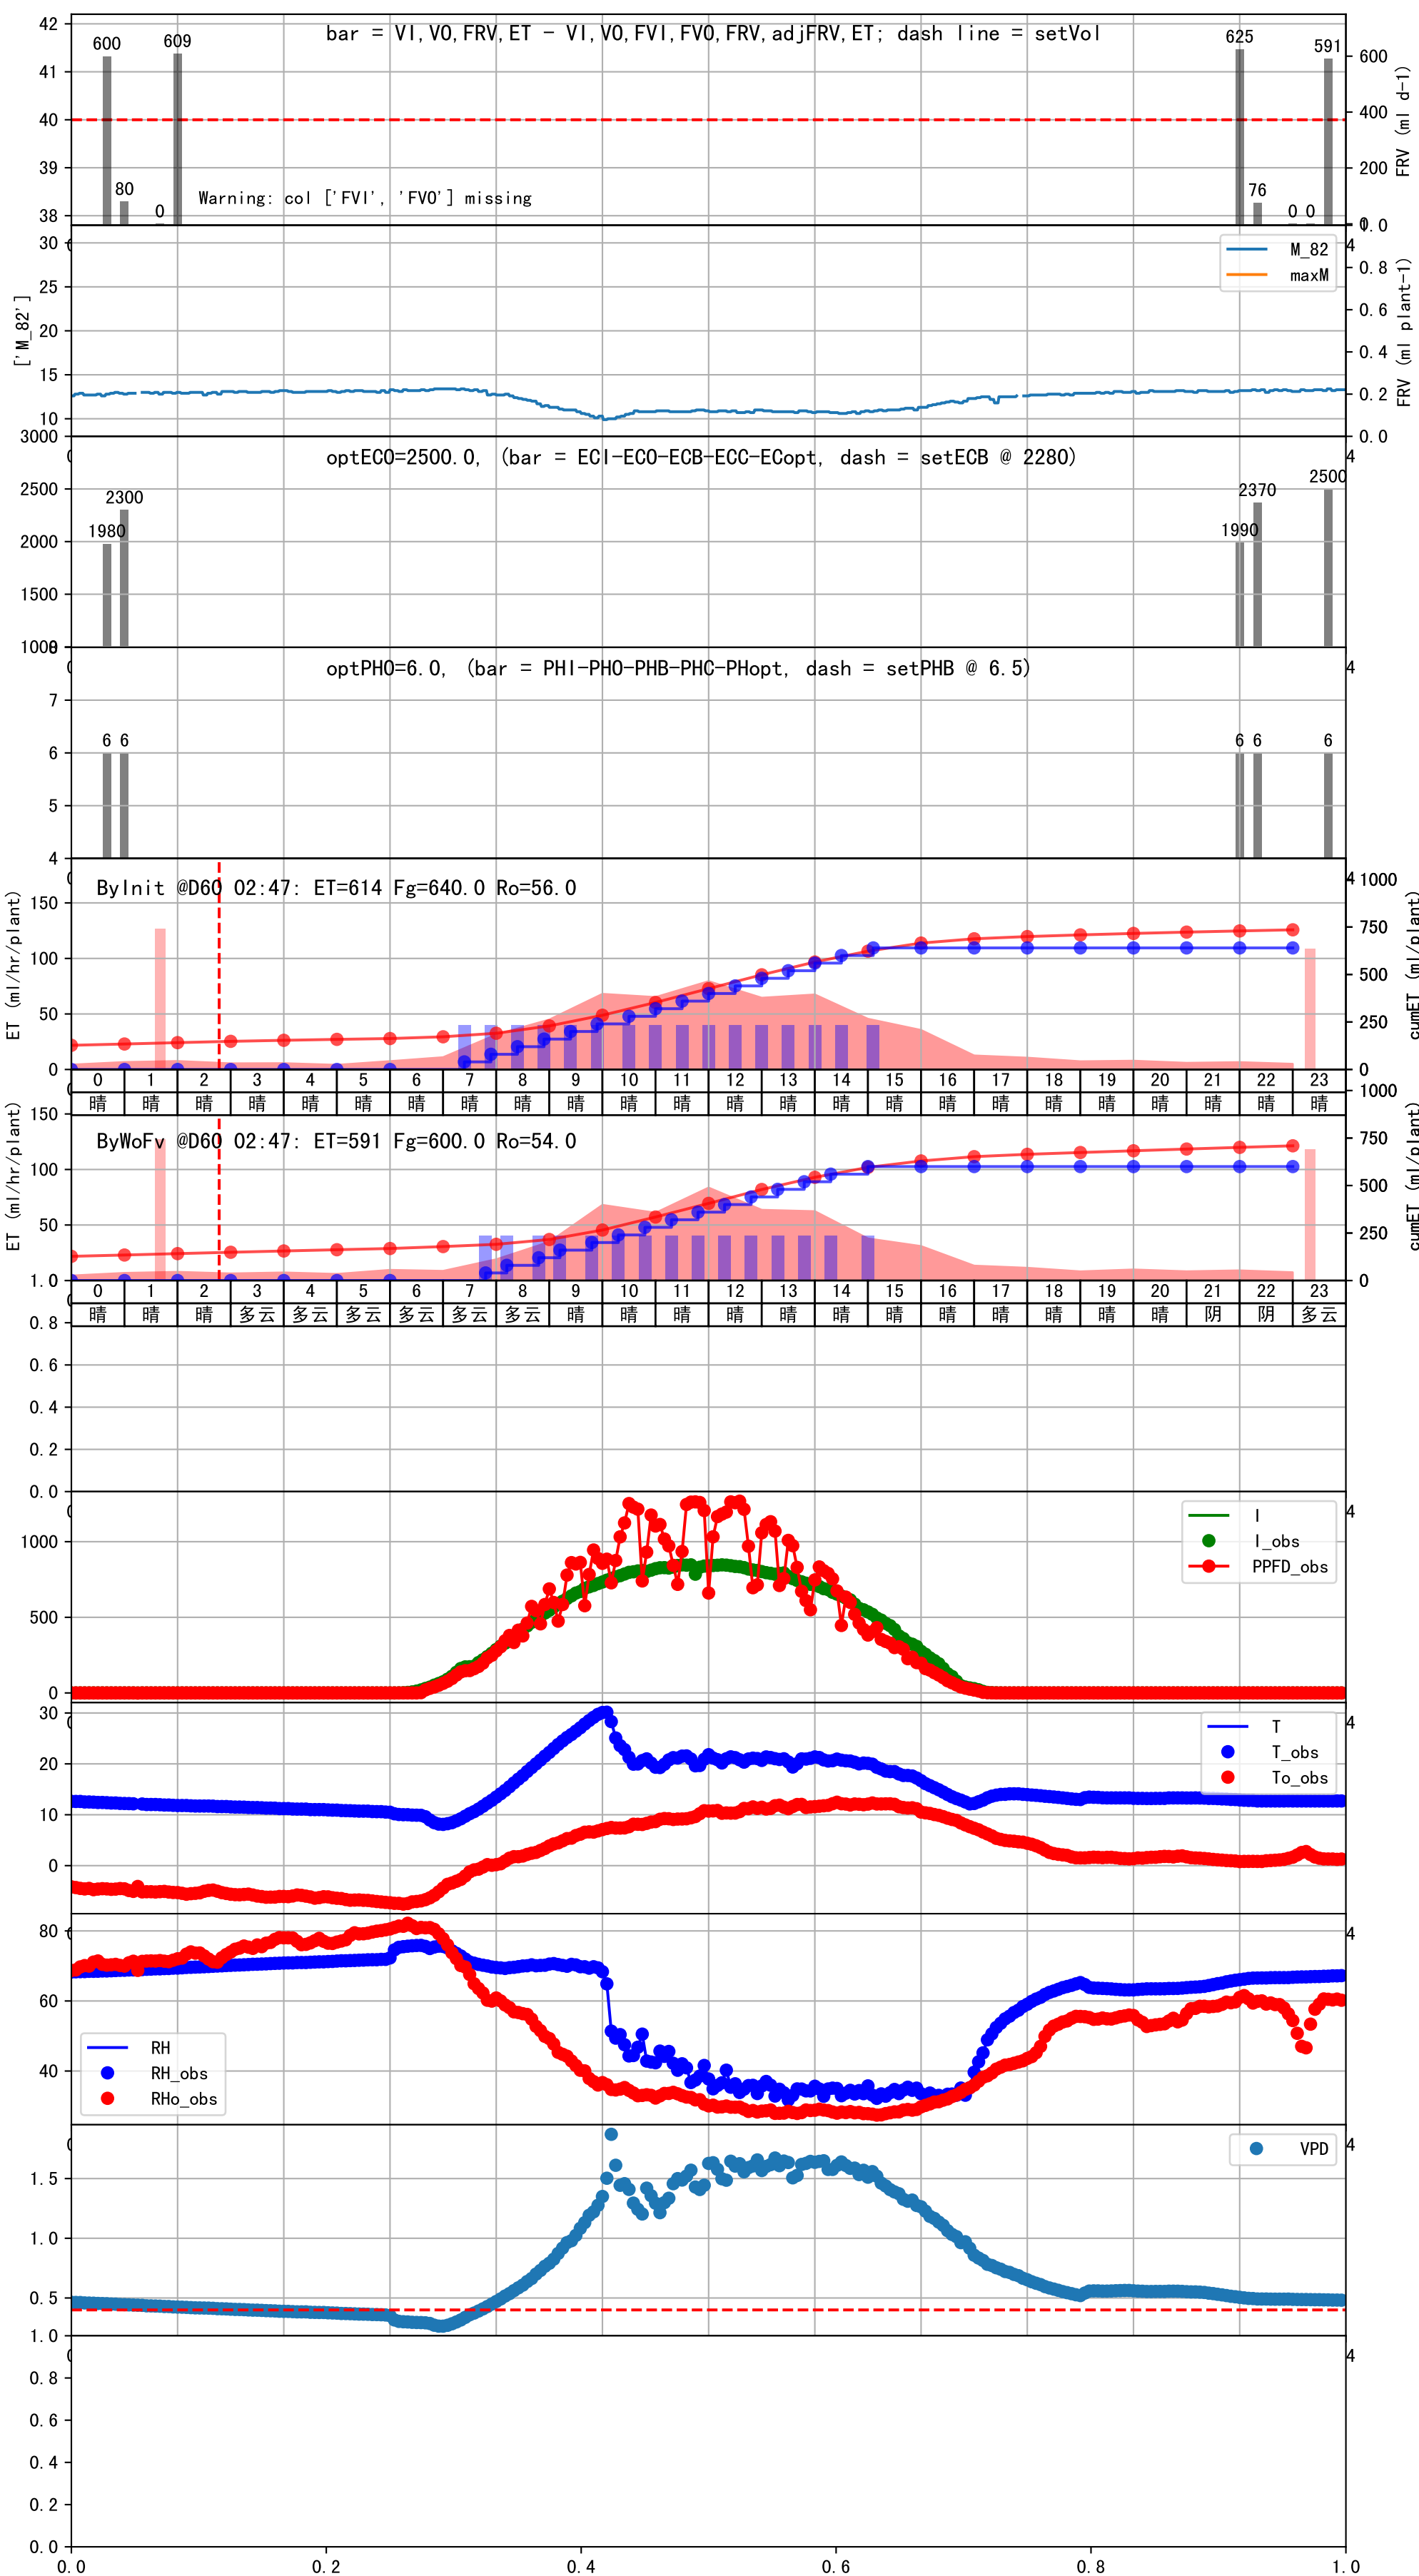 bar = VI,VO,FRV,ET - VI,VO,FVI,FVO,FRV,adjFRV,ET; dash line = setVol
42
41
40
39
38
600
80
0
609
625
76
0 0
591
Warning: col ['FVI', 'FVO'] missing
600
400
200
FRV (ml d-1)
1.0
0.8
0.6
0.4
0.2
0.0
FRV (ml plant-1)
['M_82']
30
25
20
15
10
M_82
maxM
optECO=2500.0, (bar = ECI-ECO-ECB-ECC-ECopt, dash = setECB @ 2280)
3000
2500
2000
1500
1980
2300
1990
2370
2500
optPHO=6.0, (bar = PHI-PHO-PHB-PHC-PHopt, dash = setPHB @ 6.5)
7
6
5
4
6 6
6 6
6
ByInit @D60 02:47: ET=614 Fg=640.0 Ro=56.0
ET (ml/hr/plant)
150
100
50
0
1000
750
500
250
0
cumET (ml/plant)
0 1 2 3 4 5 6 7 8 9 10 11 12 13 14 15 16 17 18 19 20 21 22 23
晴 晴 晴 晴 晴 晴 晴 晴 晴 晴 晴 晴 晴 晴 晴 晴 晴 晴 晴 晴 晴 晴 晴 晴
ByWoFv @D60 02:47: ET=591 Fg=600.0 Ro=54.0
ET (ml/hr/plant)
150
100
50
1000
750
500
250
0
cumET (ml/plant)
0 1 2 3 4 5 6 7 8 9 10 11 12 13 14 15 16 17 18 19 20 21 22 23
晴 晴 晴 多云 多云 多云 多云 多云 多云 晴 晴 晴 晴 晴 晴 晴 晴 晴 晴 晴 晴 阴 阴 多云
1.0
0.8
0.6
0.4
0.2
0.0
1000
500
0
I
I_obs
PPFD_obs
30
20
10
0
T
T_obs
To_obs
80
60
40
RH
RH_obs
RHo_obs
1.5
1.0
0.5
VPD
1.0
0.8
0.6
0.4
0.2
0.0
0.0 0.2 0.4 0.6 0.8 1.0